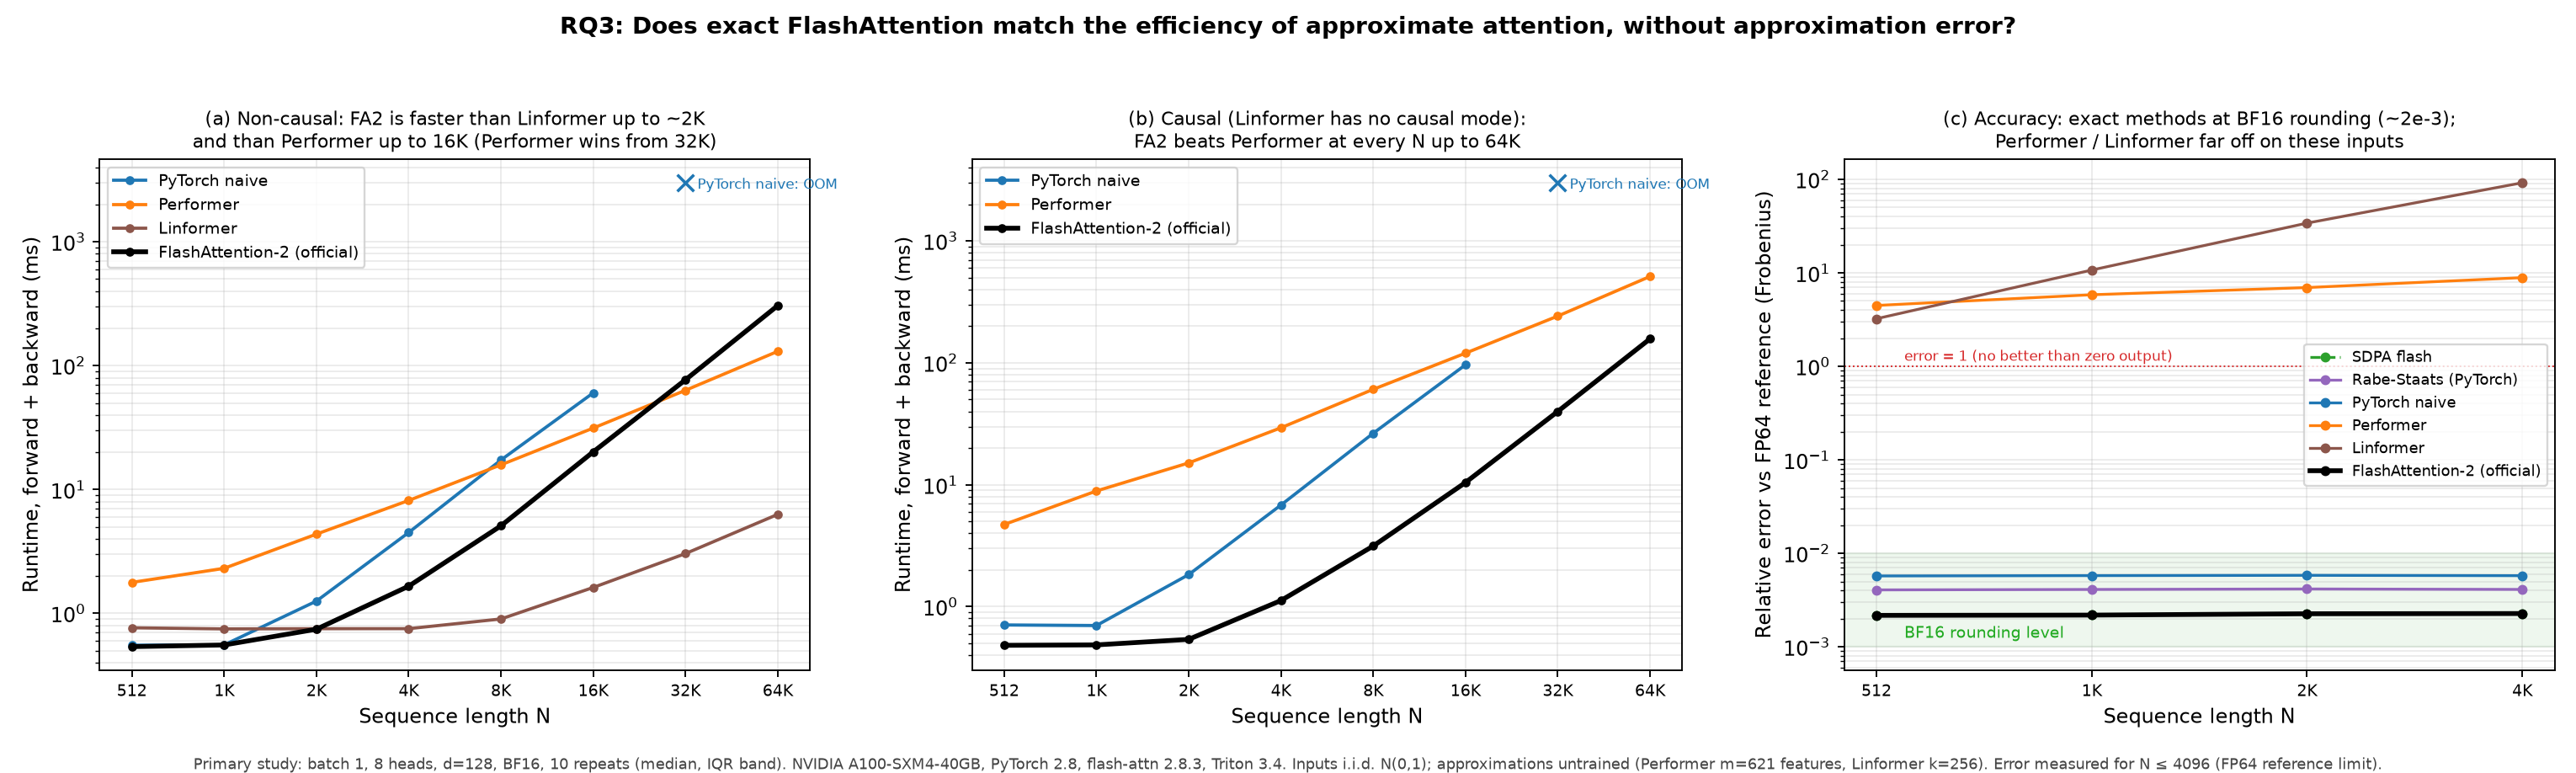 RQ3: Does exact FlashAttention match the efficiency of approximate attention, without approximation error?
(a) Non-causal: FA2 is faster than Linformer up to ~2K
and than Performer up to 16K (Performer wins from 32K)
PyTorch naive
Performer
Linformer
FlashAttention-2 (official)
PyTorch naive: OOM
Runtime, forward + backward (ms)
10³
10²
10¹
10⁰
512 1K 2K 4K 8K 16K 32K 64K
Sequence length N
(b) Causal (Linformer has no causal mode):
FA2 beats Performer at every N up to 64K
PyTorch naive
Performer
FlashAttention-2 (official)
PyTorch naive: OOM
Runtime, forward + backward (ms)
10³
10²
10¹
10⁰
512 1K 2K 4K 8K 16K 32K 64K
Sequence length N
(c) Accuracy: exact methods at BF16 rounding (~2e-3);
Performer / Linformer far off on these inputs
Relative error vs FP64 reference (Frobenius)
10²
10¹
10⁰
10⁻¹
10⁻²
10⁻³
error = 1 (no better than zero output)
SDPA flash
Rabe-Staats (PyTorch)
PyTorch naive
Performer
Linformer
FlashAttention-2 (official)
BF16 rounding level
512 1K 2K 4K
Sequence length N
Primary study: batch 1, 8 heads, d=128, BF16, 10 repeats (median, IQR band). NVIDIA A100-SXM4-40GB, PyTorch 2.8, flash-attn 2.8.3, Triton 3.4. Inputs i.i.d. N(0,1); approximations untrained (Performer m=621 features, Linformer k=256). Error measured for N ≤ 4096 (FP64 reference limit).